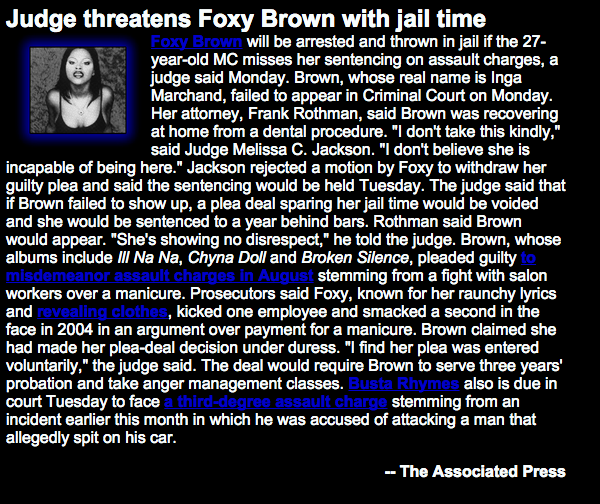 Judge threatens Foxy Brown with jail time
Foxy Brown will be arrested and thrown in jail if the 27-
year-old MC misses her sentencing on assault charges, a
judge said Monday. Brown, whose real name is Inga
Marchand, failed to appear in Criminal Court on Monday.
Her attorney, Frank Rothman, said Brown was recovering
at home from a dental procedure. "I don't take this kindly,"
said Judge Melissa C. Jackson. "I don't believe she is
incapable of being here." Jackson rejected a motion by Foxy to withdraw her
guilty plea and said the sentencing would be held Tuesday. The judge said that
if Brown failed to show up, a plea deal sparing her jail time would be voided
and she would be sentenced to a year behind bars. Rothman said Brown
would appear. "She's showing no disrespect," he told the judge. Brown, whose
albums include Ill Na Na, Chyna Doll and Broken Silence, pleaded guilty to
misdemeanor assault charges in August stemming from a fight with salon
workers over a manicure. Prosecutors said Foxy, known for her raunchy lyrics
and revealing clothes, kicked one employee and smacked a second in the
face in 2004 in an argument over payment for a manicure. Brown claimed she
had made her plea-deal decision under duress. "I find her plea was entered
voluntarily," the judge said. The deal would require Brown to serve three years'
probation and take anger management classes. Busta Rhymes also is due in
court Tuesday to face a third-degree assault charge stemming from an
incident earlier this month in which he was accused of attacking a man that
allegedly spit on his car.
-- The Associated Press